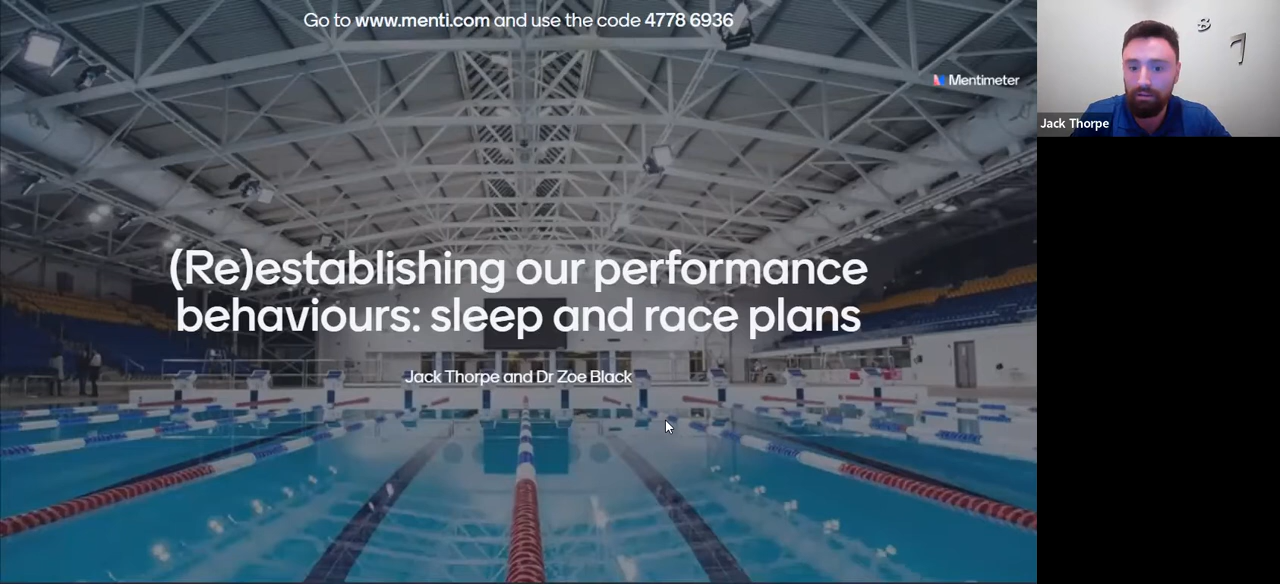 Go to www.menti.com and use the code 4778 6936
Mentimeter
(Re)establishing our performance
behaviours: sleep and race plans
Jack Thorpe and Dr Zoe Black
Jack Thorpe